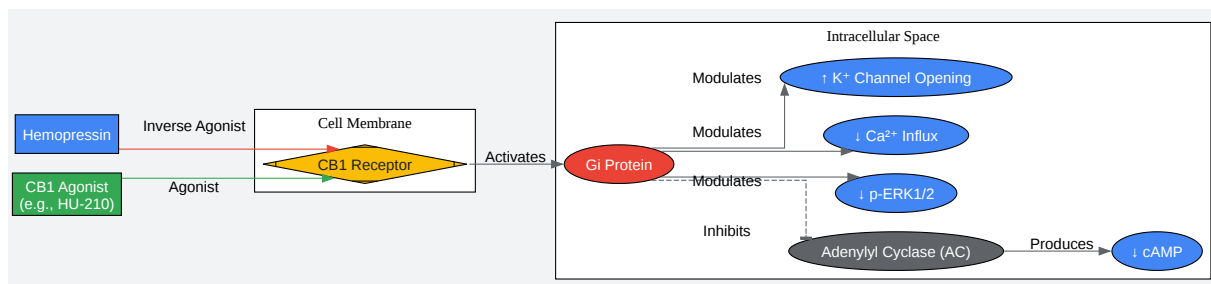 Intracellular Space
Modulates
↑ K⁺ Channel Opening
Hemopressin
Inverse Agonist
Cell Membrane
Modulates
↓ Ca²⁺ Influx
CB1 Receptor
Activates
Gi Protein
CB1 Agonist
(e.g., HU-210)
Agonist
Modulates
↓ p-ERK1/2
Inhibits
Adenylyl Cyclase (AC)
Produces
↓ cAMP